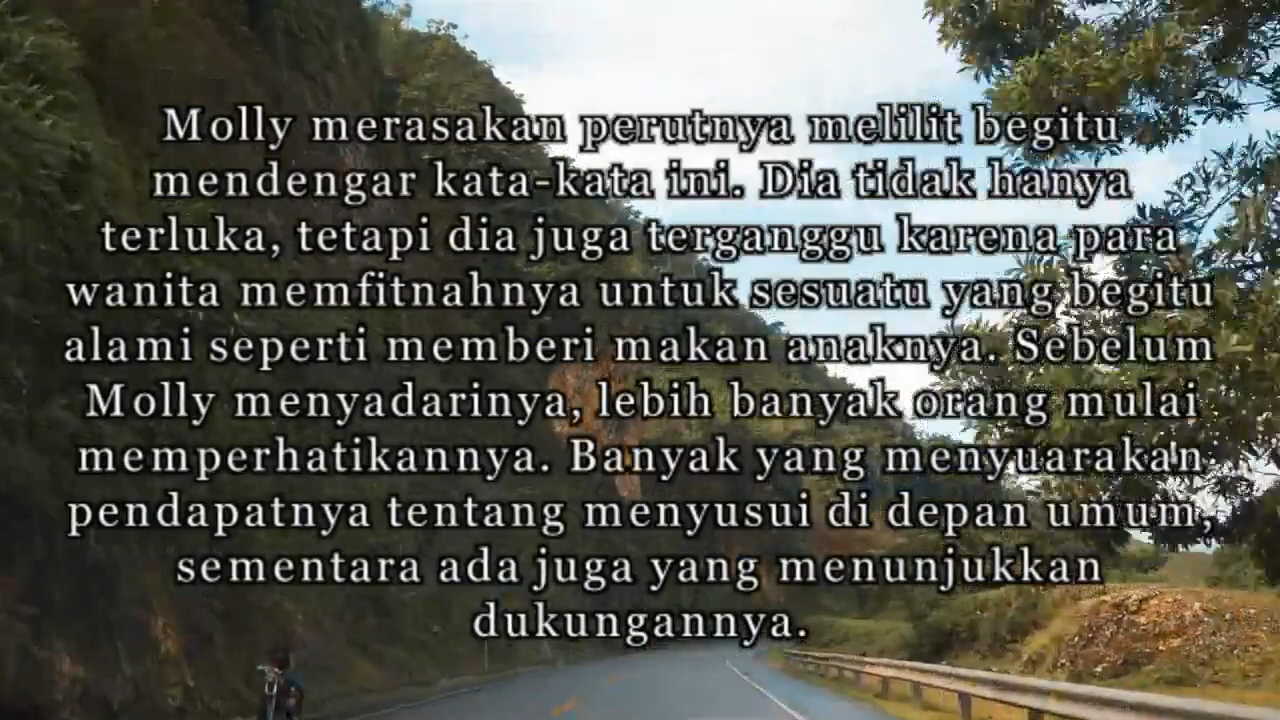 Molly merasakan perutnya melilit begitu
mendengar kata-kata ini. Dia tidak hanya
terluka, tetapi dia juga terganggu karena para
wanita memfitnahnya untuk sesuatu yang begitu
alami seperti memberi makan anaknya. Sebelum
Molly menyadarinya, lebih banyak orang mulai
memperhatikannya. Banyak yang menyuarakan
pendapatnya tentang menyusui di depan umum,
sementara ada juga yang menunjukkan
dukungannya.